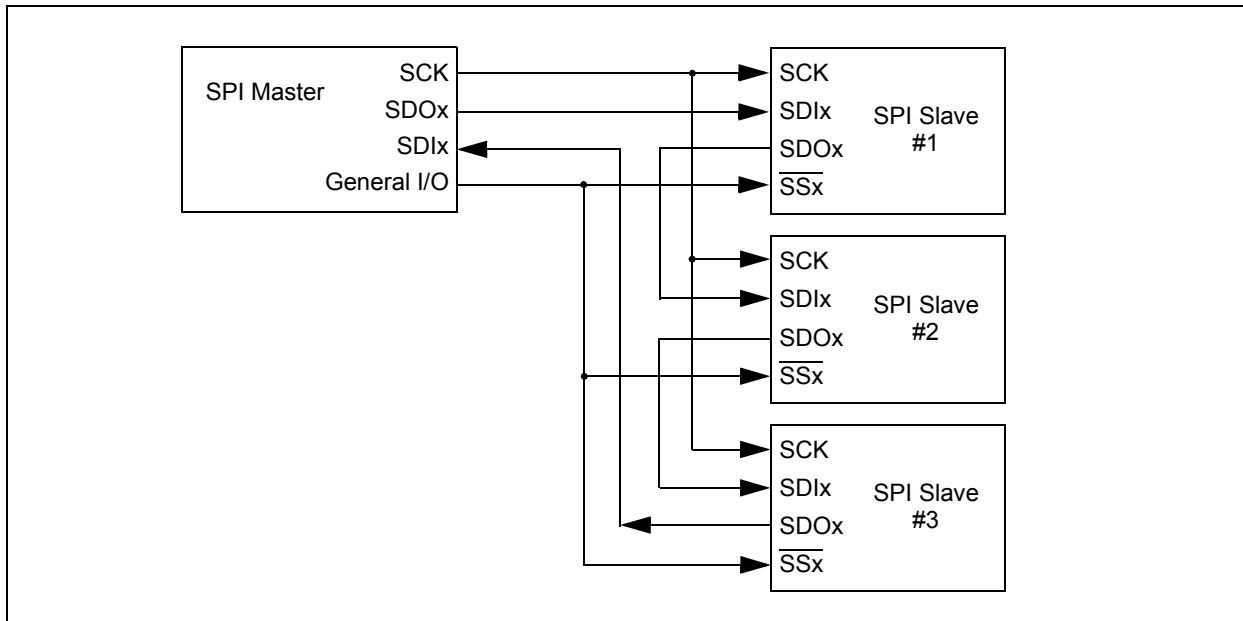 SPI Master
SCK
SDOx
SDIx
General I/O
SCK
SDIx
SDOx
SSx
SPI Slave
#1
SCK
SDIx
SDOx
SSx
SPI Slave
#2
SCK
SDIx
SDOx
SSx
SPI Slave
#3